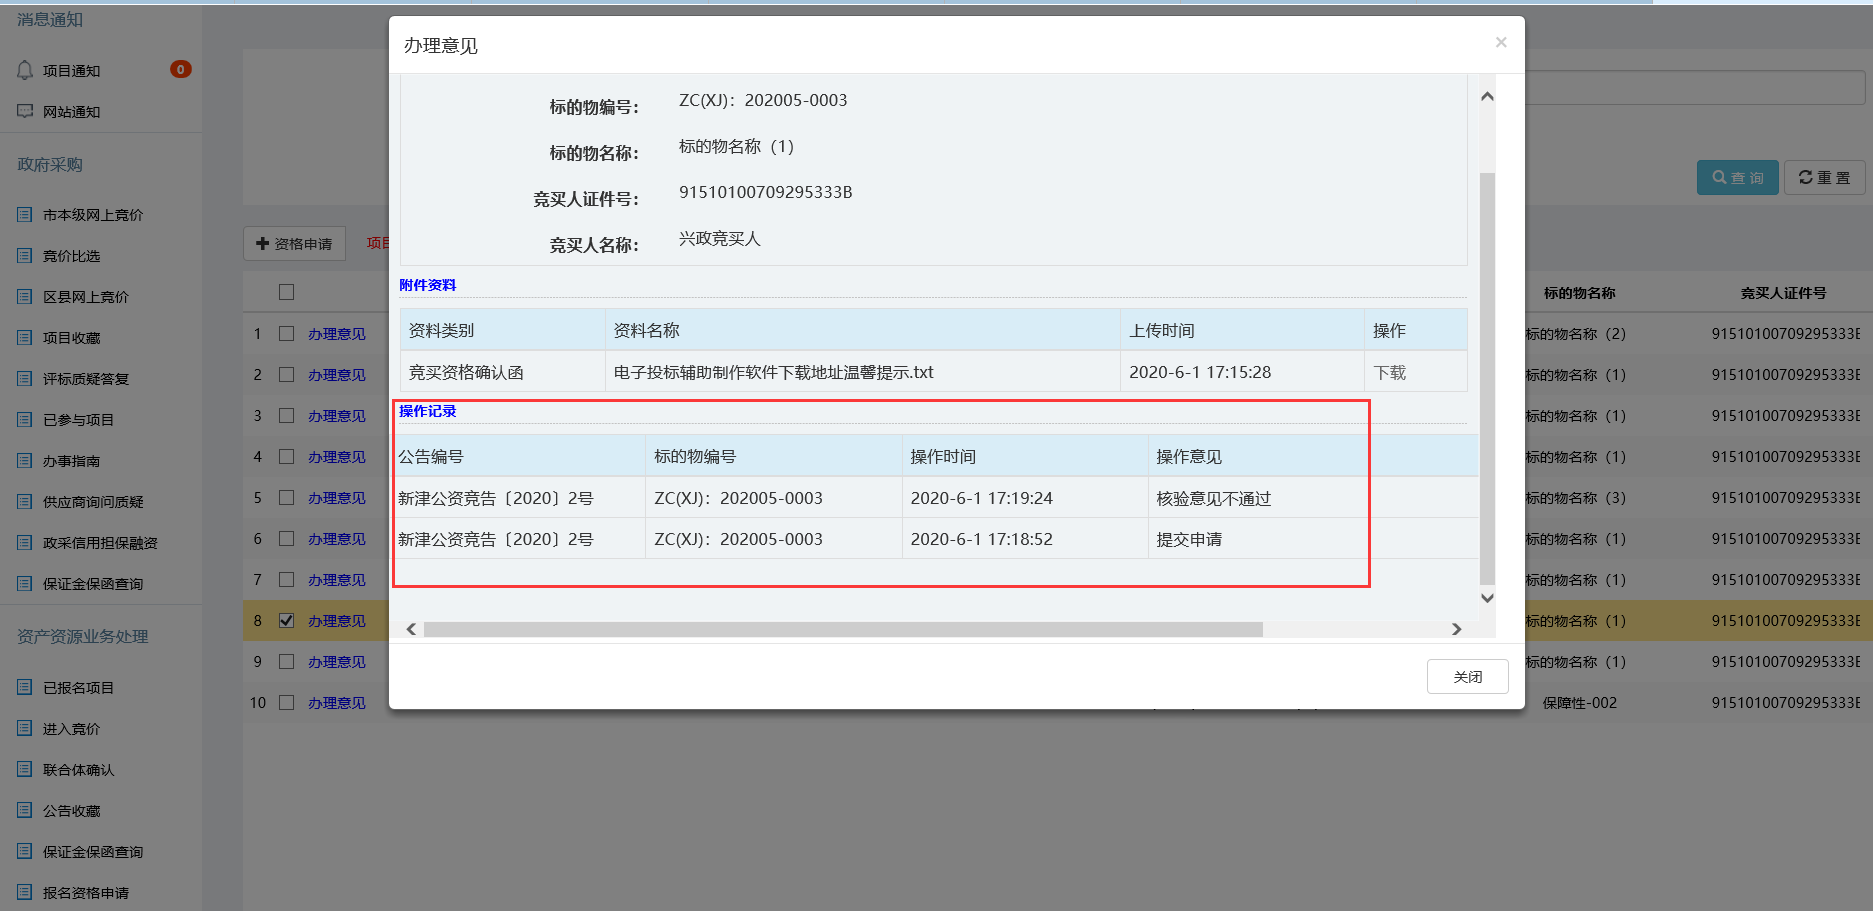 消息通知
项目通知 0
网站通知
政府采购
市本级网上竞价
竞价比选
区县网上竞价
项目收藏
评标质疑答复
已参与项目
办事指南
供应商询问质疑
政采信用担保融资
保证金保函查询
资产资源业务处理
已报名项目
进入竞价
联合体确认
公告收藏
保证金保函查询
报名资格申请
查 询 重 置
资格申请 项目
标的物名称 竞买人证件号
1 办理意见 标的物名称（2） 91510100709295333E
2 办理意见 标的物名称（1） 91510100709295333E
3 办理意见 标的物名称（1） 91510100709295333E
4 办理意见 标的物名称（1） 91510100709295333E
5 办理意见 标的物名称（3） 91510100709295333E
6 办理意见 标的物名称（1） 91510100709295333E
7 办理意见 标的物名称（1） 91510100709295333E
8 办理意见 标的物名称（1） 91510100709295333E
9 办理意见 标的物名称（1） 91510100709295333E
10 办理意见 保障性-002 91510100709295333E
办理意见 ×
标的物编号： ZC(XJ)：202005-0003
标的物名称： 标的物名称（1）
竞买人证件号： 91510100709295333B
竞买人名称： 兴政竞买人
附件资料
资料类别 资料名称 上传时间 操作
竞买资格确认函 电子投标辅助制作软件下载地址温馨提示.txt 2020-6-1 17:15:28 下载
操作记录
公告编号 标的物编号 操作时间 操作意见
新津公资竞告〔2020〕2号 ZC(XJ)：202005-0003 2020-6-1 17:19:24 核验意见不通过
新津公资竞告〔2020〕2号 ZC(XJ)：202005-0003 2020-6-1 17:18:52 提交申请
关闭